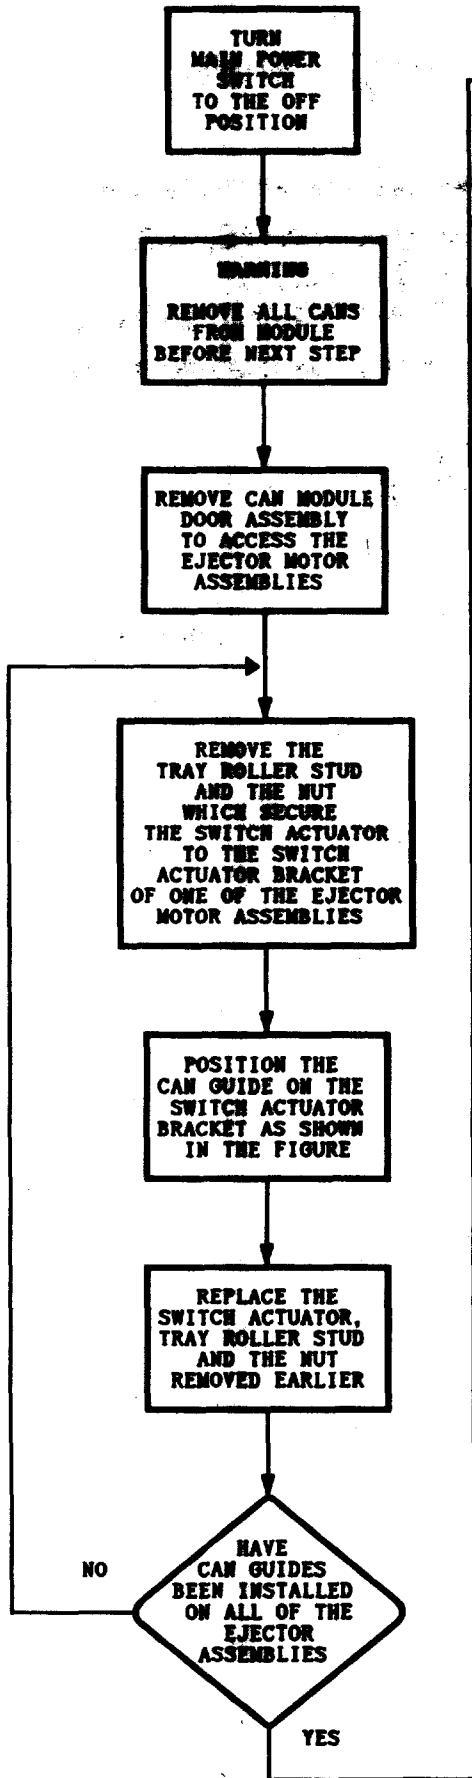 TURN
MAIN POWER
SWITCH
TO THE OFF
POSITION
WARNING
REMOVE ALL CANS
FROM MODULE
BEFORE NEXT STEP
REMOVE CAN MODULE
DOOR ASSEMBLY
TO ACCESS THE
EJECTOR MOTOR
ASSEMBLIES
REMOVE THE
TRAY ROLLER STUD
AND THE NUT
WHICH SECURE
THE SWITCH ACTUATOR
TO THE SWITCH
ACTUATOR BRACKET
OF ONE OF THE EJECTOR
MOTOR ASSEMBLIES
POSITION THE
CAN GUIDE ON THE
SWITCH ACTUATOR
BRACKET AS SHOWN
IN THE FIGURE
REPLACE THE
SWITCH ACTUATOR,
TRAY ROLLER STUD
AND THE NUT
REMOVED EARLIER
HAVE
CAN GUIDES
BEEN INSTALLED
ON ALL OF THE
EJECTOR
ASSEMBLIES
NO
YES